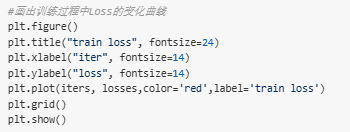 #画出训练过程中Loss的变化曲线
plt.figure()
plt.title("train loss", fontsize=24)
plt.xlabel("iter", fontsize=14)
plt.ylabel("loss", fontsize=14)
plt.plot(iters, losses,color='red',label='train loss')
plt.grid()
plt.show()